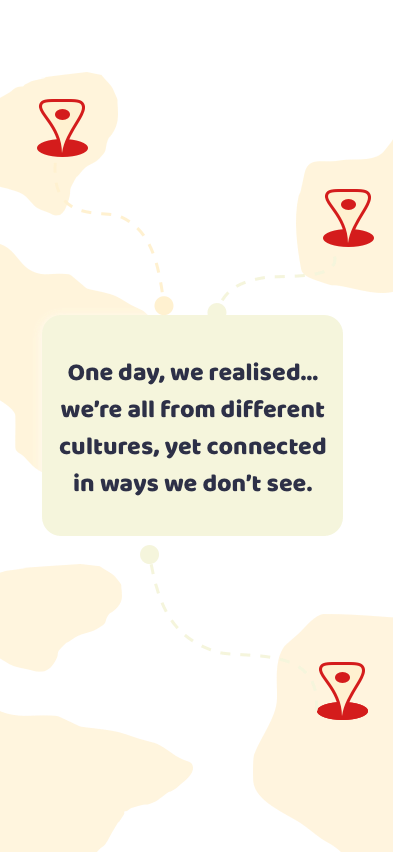 One day, we realised...
we're all from different
cultures, yet connected
in ways we don't see.